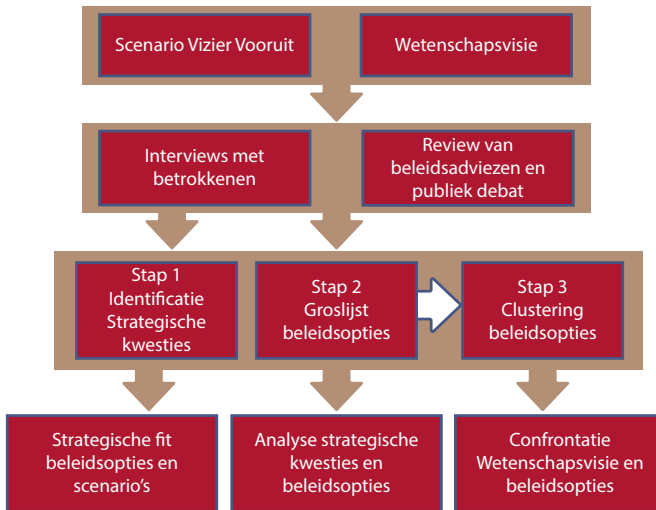 Scenario Vizier Vooruit
Wetenschapsvisie
Interviews met
betrokkenen
Review van
beleidsadviezen en
publiek debat
Stap 1
Identificatie
Strategische
kwesties
Stap 2
Groslijst
beleidsopties
Stap 3
Clustering
beleidsopties
Strategische fit
beleidsopties en
scenario's
Analyse strategische
kwesties en
beleidsopties
Confrontatie
Wetenschapsvisie en
beleidsopties